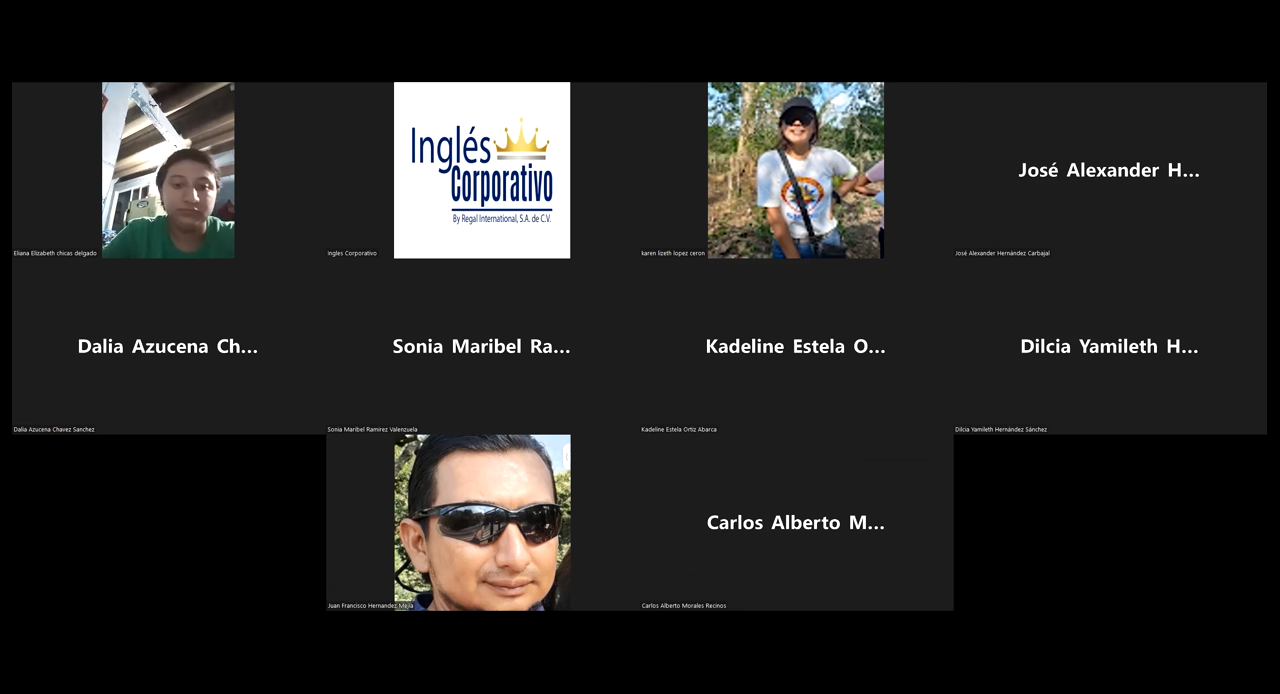 Inglés
Corporativo
By Regal International, S.A. de C.V.
José Alexander H...
Eliana Elizabeth chicas delgado
Ingles Corporativo
karen lizeth lopez ceron
José Alexander Hernández Carbajal
Dalia Azucena Ch...
Sonia Maribel Ra...
Kadeline Estela O...
Dilcia Yamileth H...
Dalia Azucena Chavez Sanchez
Sonia Maribel Ramirez Valenzuela
Kadeline Estela Ortiz Abarca
Dilcia Yamileth Hernández Sánchez
Carlos Alberto M...
Juan Francisco Hernandez Mejia
Carlos Alberto Morales Recinos